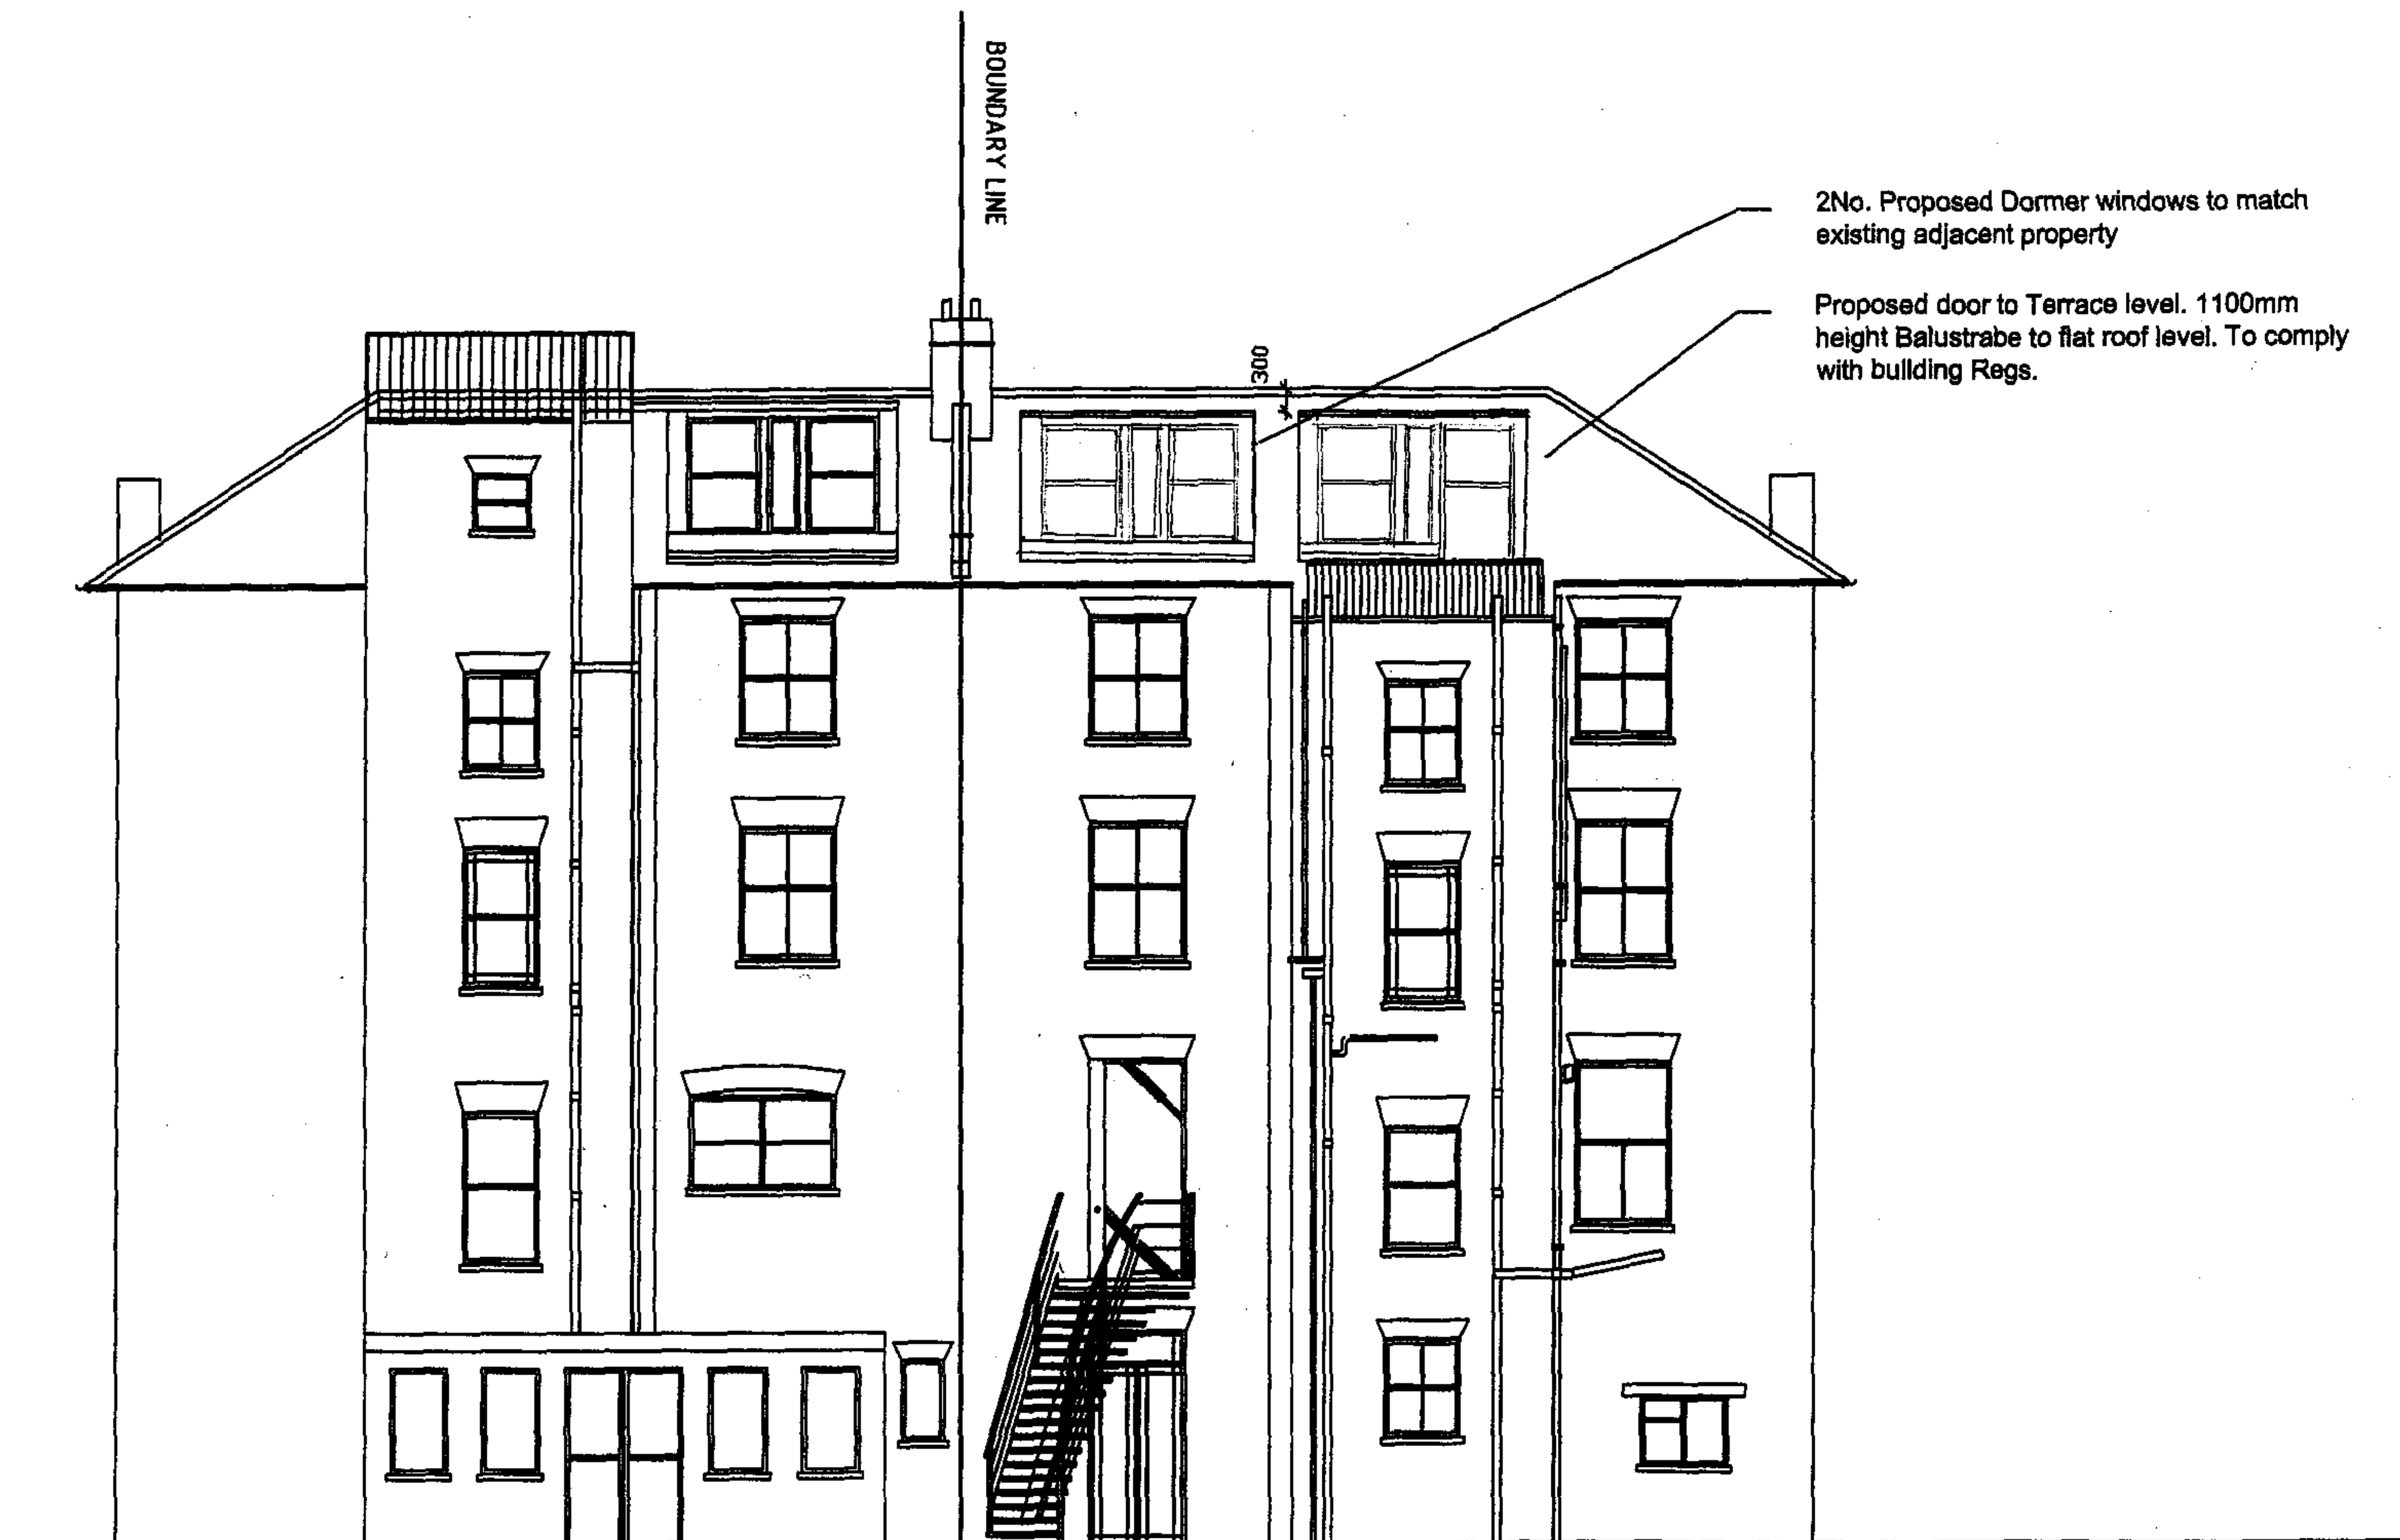 BOUNDARY LINE
2No. Proposed Dormer windows to match
existing adjacent property
Proposed door to Terrace level. 1100mm
height Balustrabe to flat roof level. To comply
with building Regs.
300